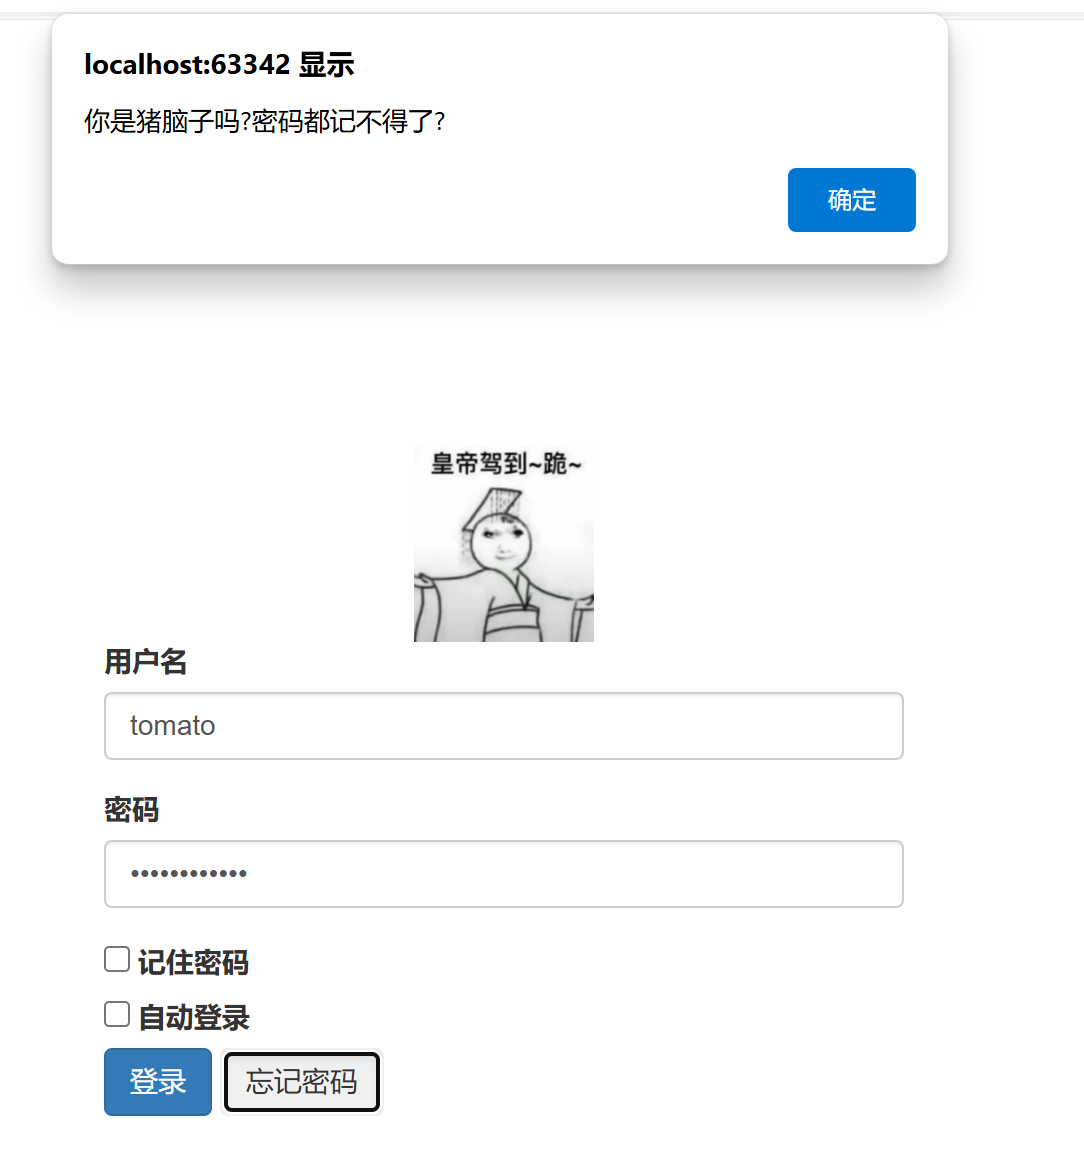 localhost:63342 显示
你是猪脑子吗?密码都记不得了?
确定
皇帝驾到~跪~
用户名
tomato
密码
••••••••••••
记住密码
自动登录
登录 忘记密码